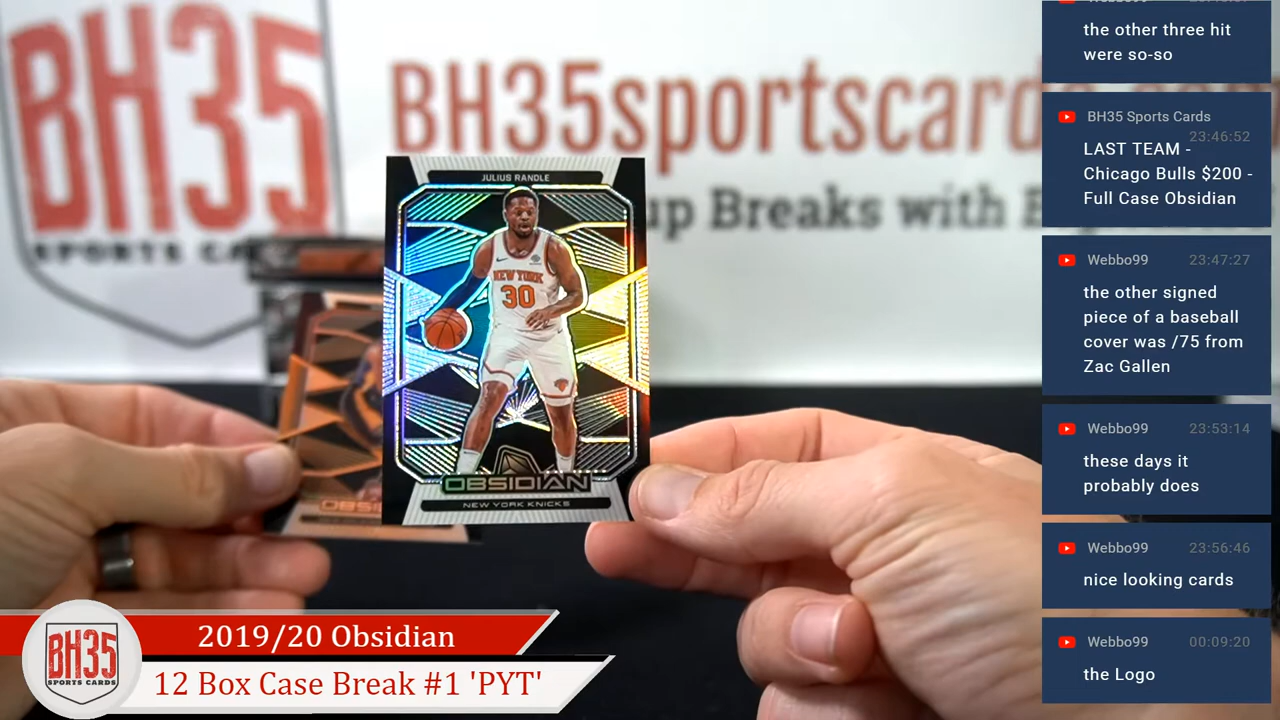 BH35
SPORTS CA
BH35sportscard
up Breaks with
JULIUS RANDLE
NEW YORK
30
OBSIDIAN
NEW YORK KNICKS
OBSI
2019/20 Obsidian
12 Box Case Break #1 'PYT'
BH35
SPORTS CARDS
the other three hit
were so-so
BH35 Sports Cards
23:46:52
LAST TEAM -
Chicago Bulls $200 -
Full Case Obsidian
Webbo99 23:47:27
the other signed
piece of a baseball
cover was /75 from
Zac Gallen
Webbo99 23:53:14
these days it
probably does
Webbo99 23:56:46
nice looking cards
Webbo99 00:09:20
the Logo